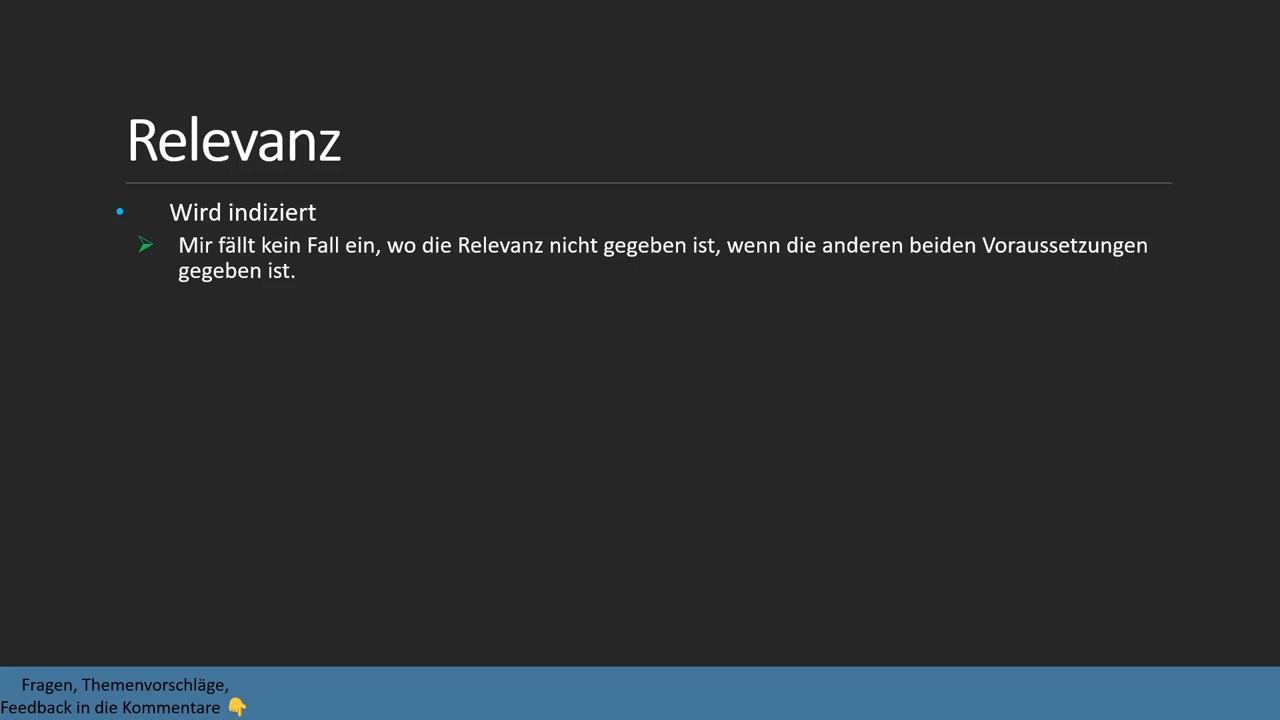 Relevanz
• Wird indiziert
➢ Mir fällt kein Fall ein, wo die Relevanz nicht gegeben ist, wenn die anderen beiden Voraussetzungen
gegeben ist.
Fragen, Themenvorschläge,
Feedback in die Kommentare 👇